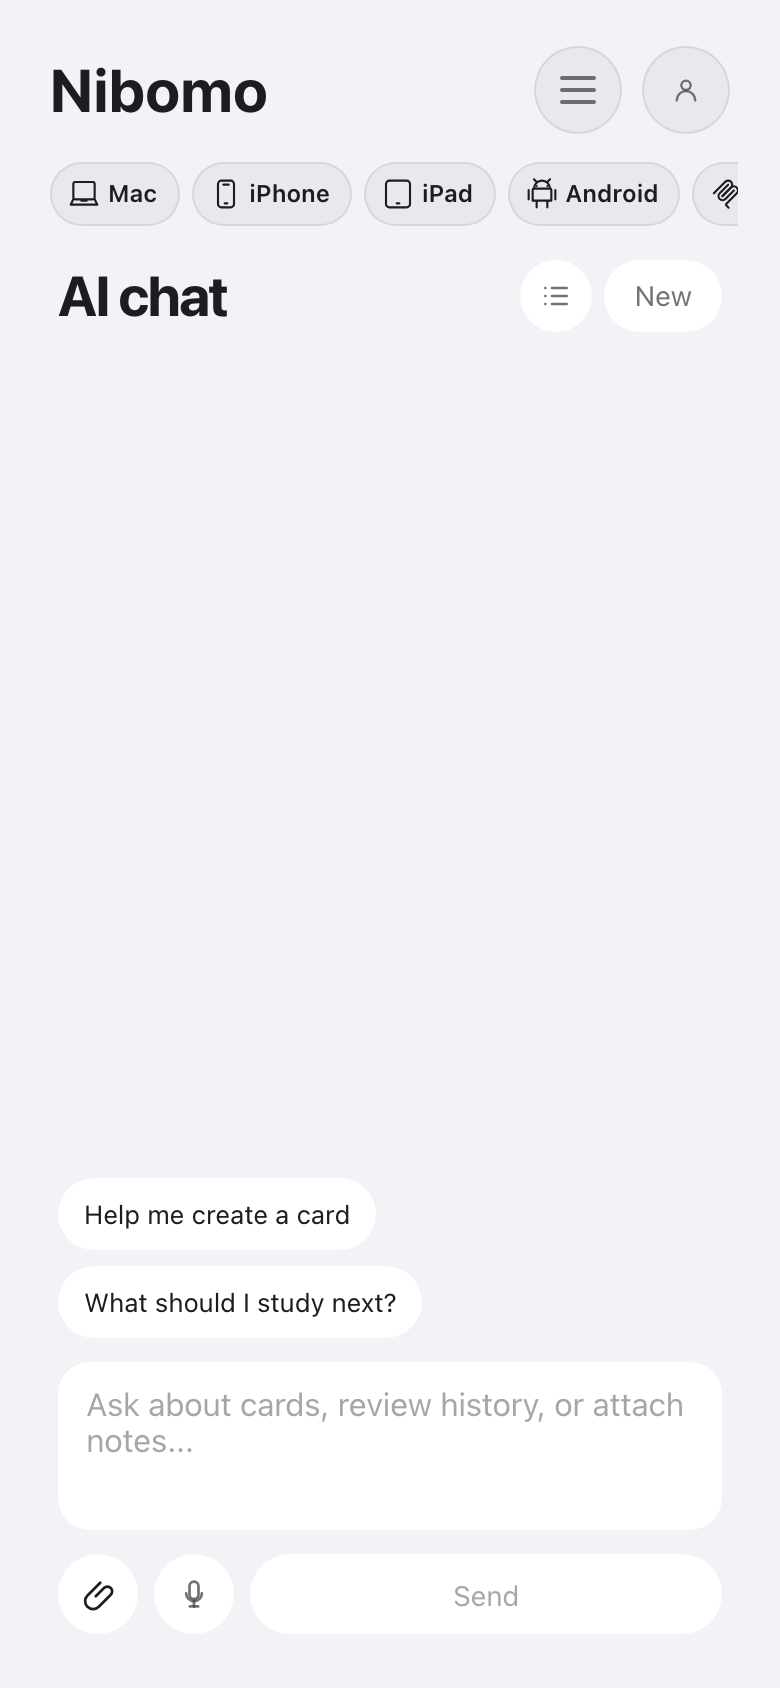 Nibomo
Mac
iPhone
iPad
Android
AI chat
New
Help me create a card
What should I study next?
Ask about cards, review history, or attach
notes...
Send